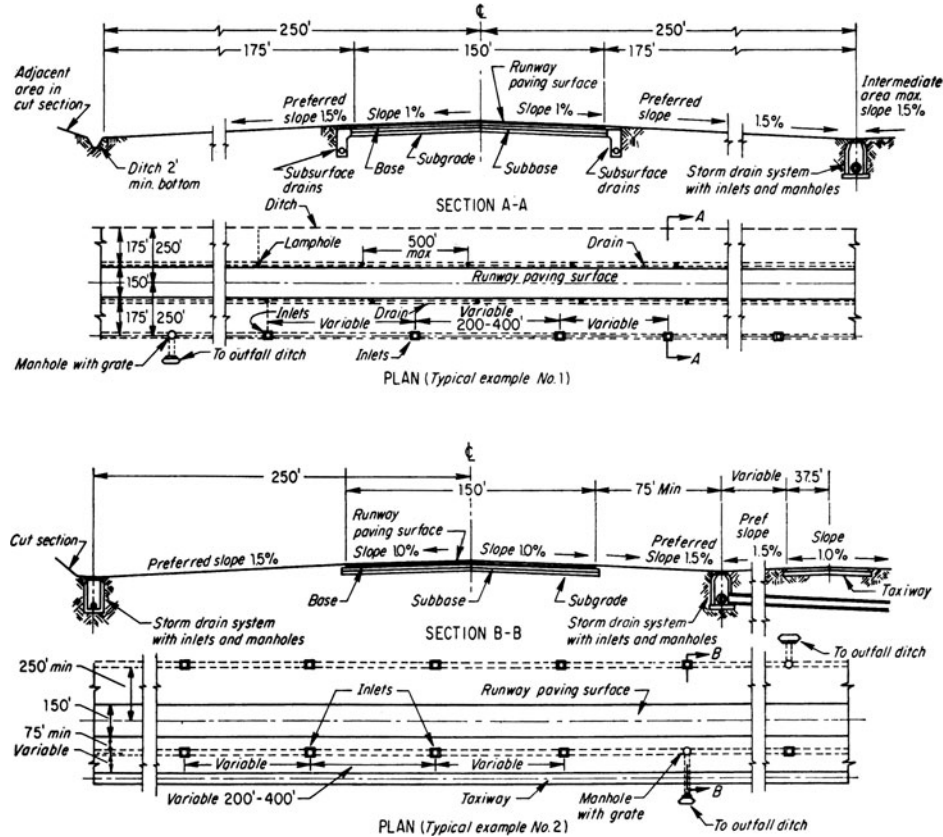 ℄
250' 250'
175' 150' 175'
Adjacent
area in
cut section
Preferred
slope 1.5%
Slope 1%
Runway
paving surface
Slope 1%
Preferred
slope
1.5%
Intermediate
area max.
slope 1.5%
Ditch 2'
min. bottom
Subsurface
drains
Base
Subgrade
Subbase
Subsurface
drains
Storm drain system
with inlets and manholes
SECTION A-A
Ditch
A
175' 250'
Lamphole
500'
max
Drain
150'
Runway paving surface
175' 250'
Inlets
Variable
Drain
Variable
200-400'
Variable
Manhole with grate
To outfall ditch
Inlets
A
PLAN (Typical example No.1)
℄
250'
150'
75' Min
Variable
37.5'
Cut section
Preferred slope 1.5%
Runway
paving surface
Slope 1.0%
Slope 1.0%
Preferred
Slope 1.5%
Pref
slope
1.5%
Slope
1.0%
Taxiway
Base
Subbase
Subgrade
Storm drain system
with inlets and manholes
Storm drain system
with inlets and manholes
SECTION B-B
To outfall ditch
250' min
B
Inlets
Runway paving surface
150'
75' min
Variable
Variable
Variable
Variable 200'-400'
Taxiway
Manhole
with grate
B
To outfall ditch
PLAN (Typical example No.2)